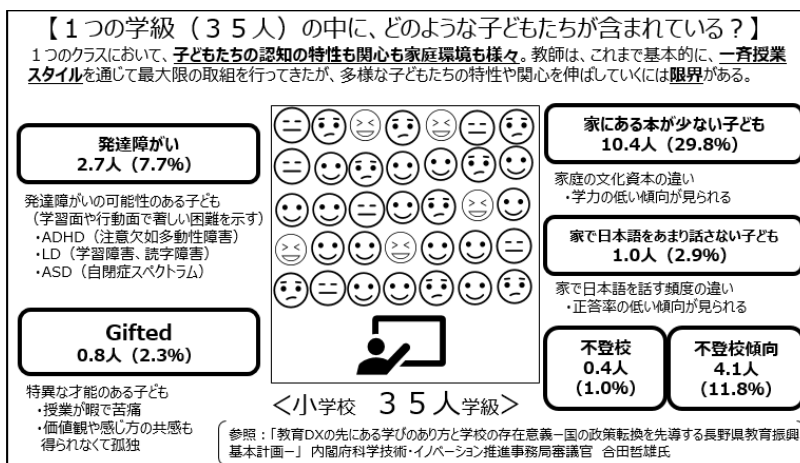 【１つの学級（３５人）の中に、どのような子どもたちが含まれている？】
１つのクラスにおいて、子どもたちの認知の特性も関心も家庭環境も様々。教師は、これまで基本的に、一斉授業
スタイルを通じて最大限の取組を行ってきたが、多様な子どもたちの特性や関心を伸ばしていくには限界がある。
発達障がい
2.7人（7.7%）
発達障がいの可能性のある子ども
（学習面や行動面で著しい困難を示す）
・ADHD（注意欠如多動性障害）
・LD（学習障害、読字障害）
・ASD（自閉症スペクトラム）
Gifted
0.8人（2.3%）
特異な才能のある子ども
・授業が暇で苦痛
・価値観や感じ方の共感も
得られなくて孤独
＜小学校　３５人学級＞
家にある本が少ない子ども
10.4人（29.8%）
家庭の文化資本の違い
・学力の低い傾向が見られる
家で日本語をあまり話さない子ども
1.0人（2.9%）
家で日本語を話す頻度の違い
・正答率の低い傾向が見られる
不登校
0.4人
（1.0%）
不登校傾向
4.1人
（11.8%）
参照：「教育DXの先にある学びのあり方と学校の存在意義－国の政策転換を先導する長野県教育振興
基本計画－」内閣府科学技術・イノベーション推進事務局審議官　合田哲雄氏